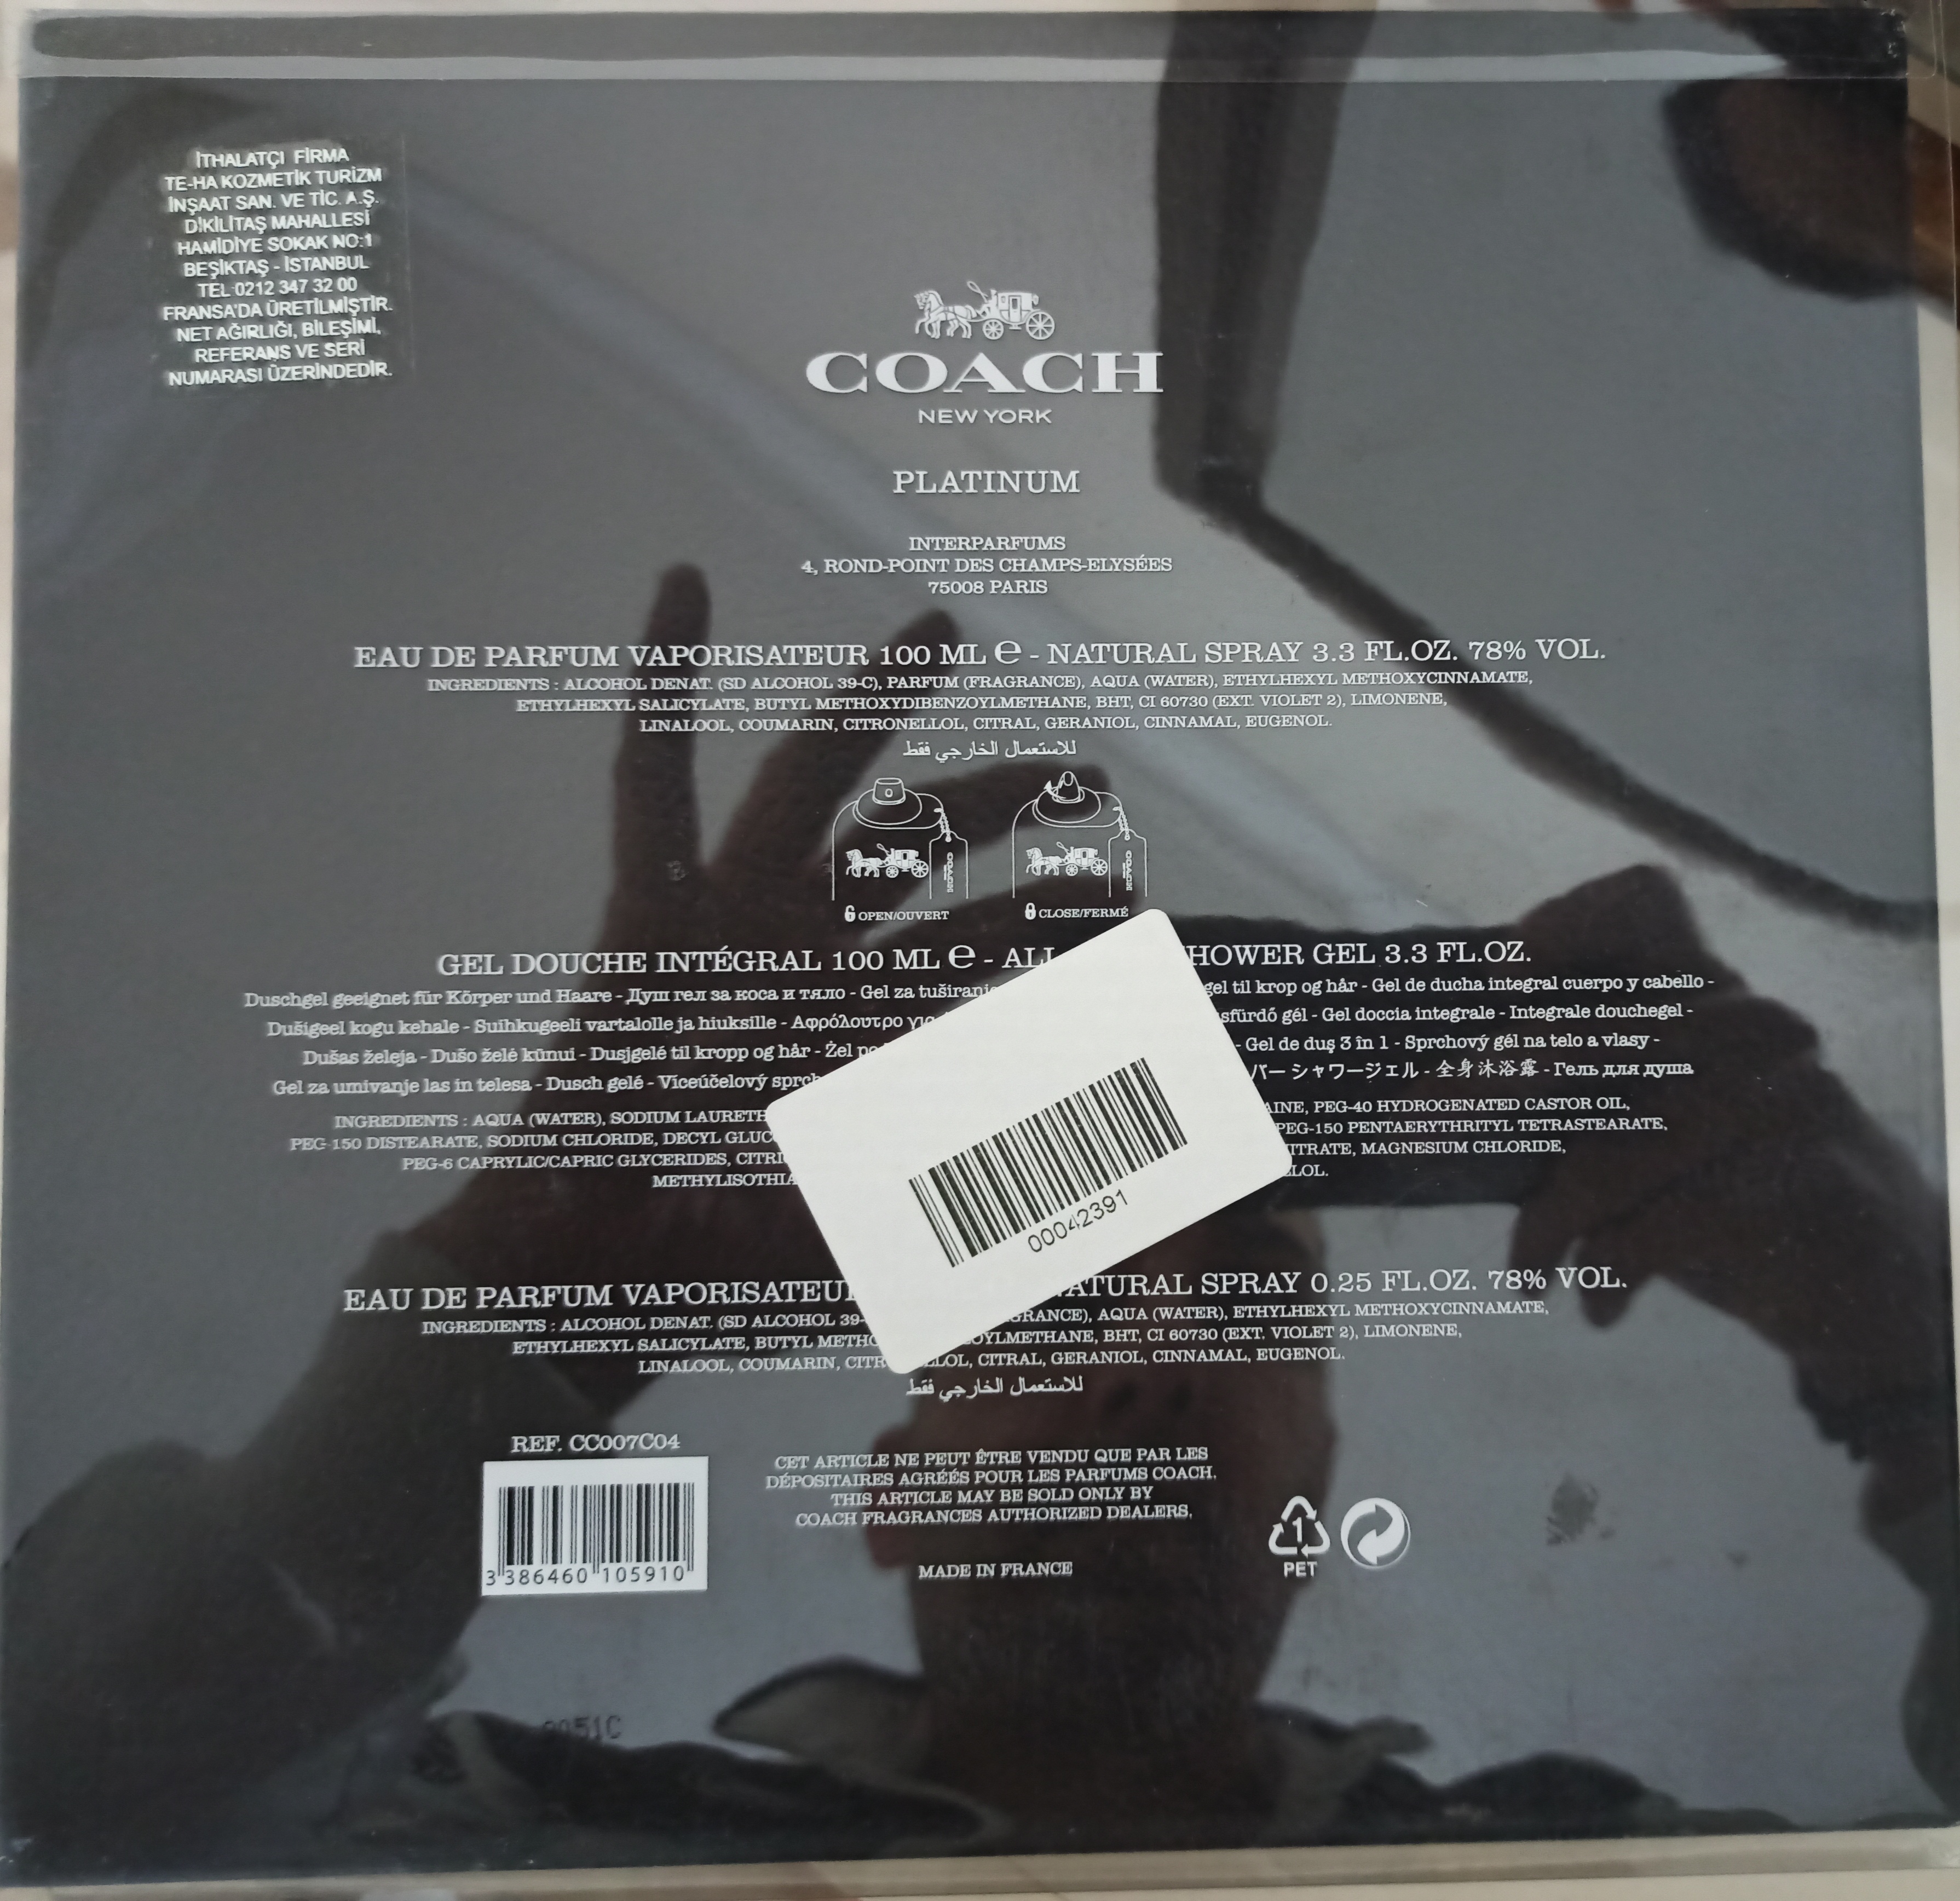 İTHALATÇI FİRMA
TE-HA KOZMETİK TURİZM
İNŞAAT SAN. VE TİC. A.Ş.
DİKİLİTAŞ MAHALLESİ
HAMİDİYE SOKAK NO:1
BEŞİKTAŞ - İSTANBUL
TEL 0212 347 32 00
FRANSA'DA ÜRETİLMİŞTİR.
NET AĞIRLIĞI, BİLEŞİMİ,
REFERANS VE SERİ
NUMARASI ÜZERİNDEDİR.
COACH
NEW YORK
PLATINUM
INTERPARFUMS
4, ROND-POINT DES CHAMPS-ELYSÉES
75008 PARIS
EAU DE PARFUM VAPORISATEUR 100 ML ℮ - NATURAL SPRAY 3.3 FL.OZ. 78% VOL.
INGREDIENTS : ALCOHOL DENAT. (SD ALCOHOL 39-C), PARFUM (FRAGRANCE), AQUA (WATER), ETHYLHEXYL METHOXYCINNAMATE,
ETHYLHEXYL SALICYLATE, BUTYL METHOXYDIBENZOYLMETHANE, BHT, CI 60730 (EXT. VIOLET 2), LIMONENE,
LINALOOL, COUMARIN, CITRONELLOL, CITRAL, GERANIOL, CINNAMAL, EUGENOL.
للاستعمال الخارجي فقط
COACH
COACH
OPEN/OUVERT CLOSE/FERMÉ
GEL DOUCHE INTÉGRAL 100 ML ℮ - ALL HOWER GEL 3.3 FL.OZ.
Duschgel geeignet für Körper und Haare - Душ гел за коса и тяло - Gel za tuširanje gel til krop og hår - Gel de ducha integral cuerpo y cabello -
Dušigeel kogu kehale - Suihkugeeli vartalolle ja hiuksille - Αφρόλουτρο για sfürdő gél - Gel doccia integrale - Integrale douchegel -
Dušas želeja - Dušo želė kūnui - Dusjgelé til kropp og hår - Żel po - Gel de duş 3 în 1 - Sprchový gél na telo a vlasy -
Gel za umivanje las in telesa - Dusch gelé - Víceúčelový sprch バー シャワージェル - 全身沐浴露 - Гель для душа
INGREDIENTS : AQUA (WATER), SODIUM LAURETH AINE, PEG-40 HYDROGENATED CASTOR OIL,
PEG-150 DISTEARATE, SODIUM CHLORIDE, DECYL GLUC PEG-150 PENTAERYTHRITYL TETRASTEARATE,
PEG-6 CAPRYLIC/CAPRIC GLYCERIDES, CITRI ITRATE, MAGNESIUM CHLORIDE,
METHYLISOTHIA LOL.
00042391
EAU DE PARFUM VAPORISATEU ATURAL SPRAY 0.25 FL.OZ. 78% VOL.
INGREDIENTS : ALCOHOL DENAT. (SD ALCOHOL 39- GRANCE), AQUA (WATER), ETHYLHEXYL METHOXYCINNAMATE,
ETHYLHEXYL SALICYLATE, BUTYL METHO OYLMETHANE, BHT, CI 60730 (EXT. VIOLET 2), LIMONENE,
LINALOOL, COUMARIN, CITR LLOL, CITRAL, GERANIOL, CINNAMAL, EUGENOL.
للاستعمال الخارجي فقط
REF. CC007C04
3 386460 105910
CET ARTICLE NE PEUT ÊTRE VENDU QUE PAR LES
DÉPOSITAIRES AGRÉÉS POUR LES PARFUMS COACH.
THIS ARTICLE MAY BE SOLD ONLY BY
COACH FRAGRANCES AUTHORIZED DEALERS.
MADE IN FRANCE
1
PET